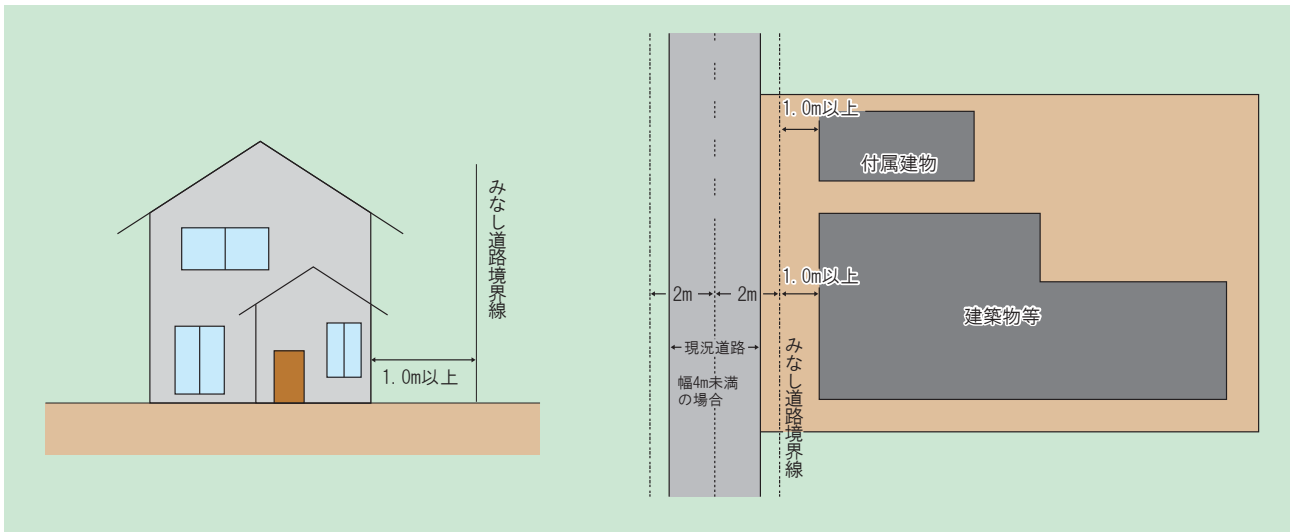 みなし道路境界線
1.0m以上
1.0m以上
付属建物
1.0m以上
2m
2m
建築物等
現況道路
幅4m未満
の場合
みなし道路境界線